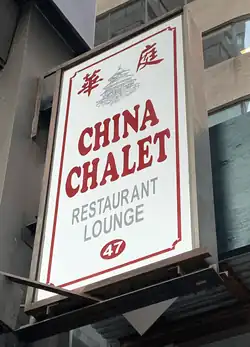 華庭
CHINA
CHALET
RESTAURANT
LOUNGE
47